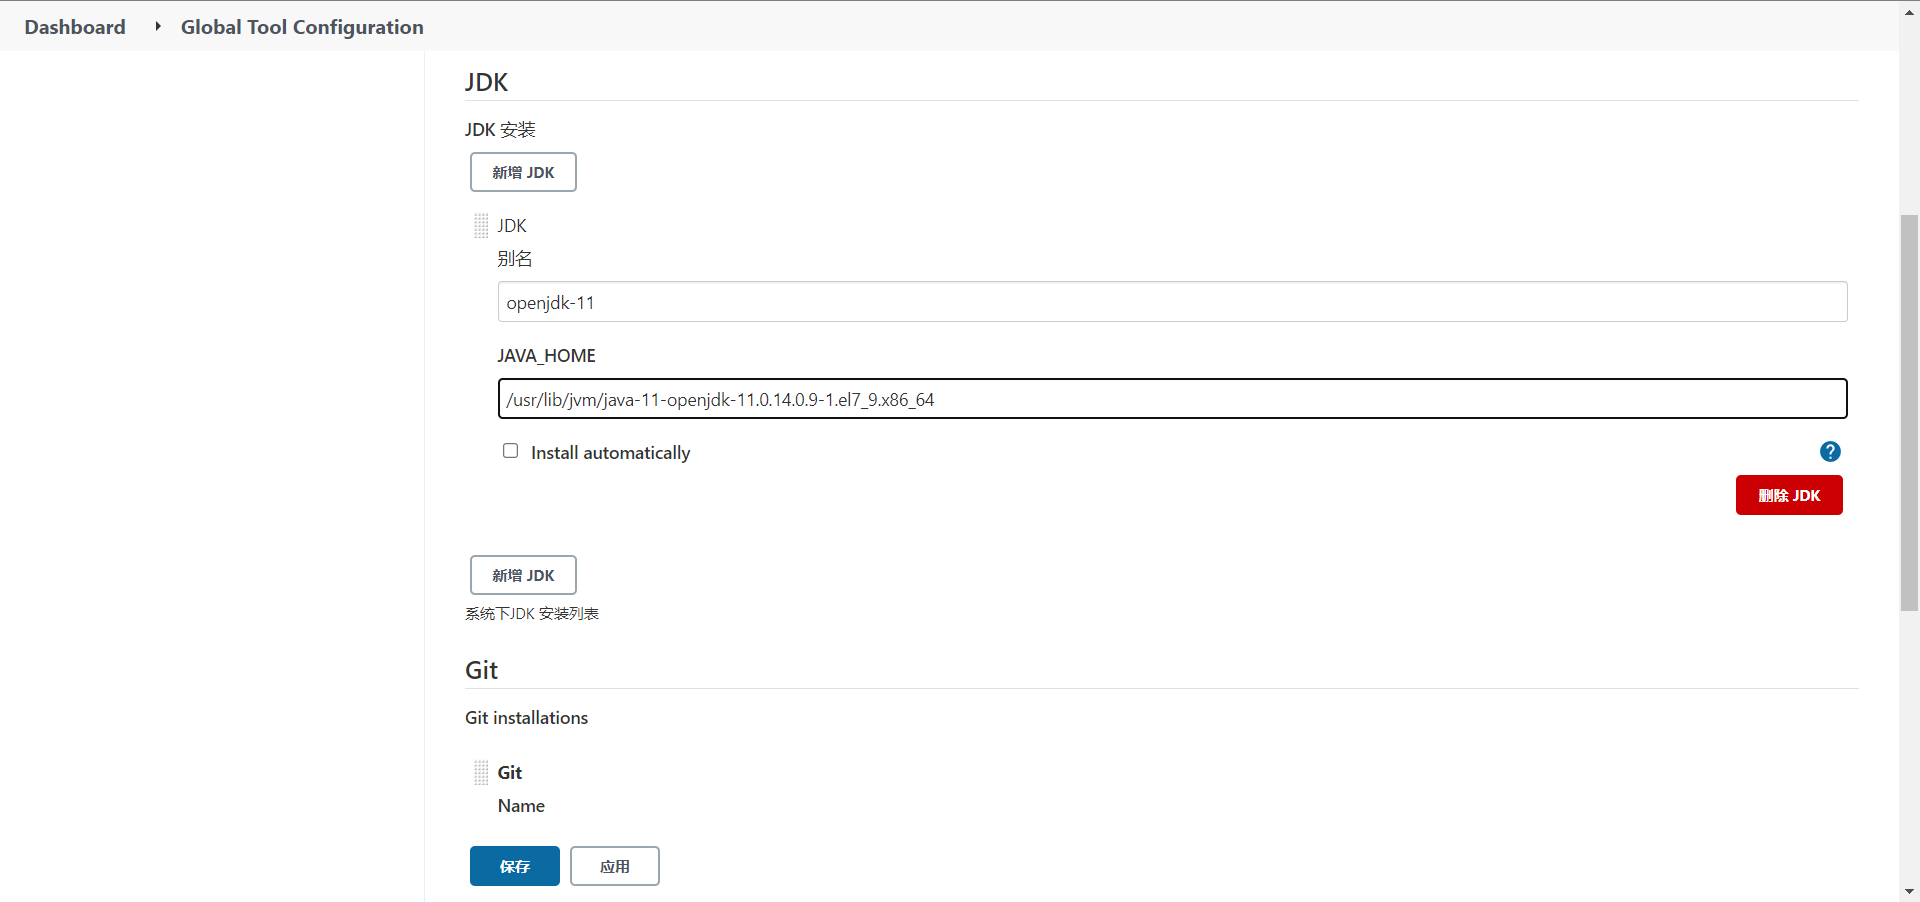 Dashboard
Global Tool Configuration
JDK
JDK 安装
新增 JDK
JDK
别名
openjdk-11
JAVA_HOME
/usr/lib/jvm/java-11-openjdk-11.0.14.0.9-1.el7_9.x86_64
Install automatically
?
删除 JDK
新增 JDK
系统下JDK 安装列表
Git
Git installations
Git
Name
保存
应用